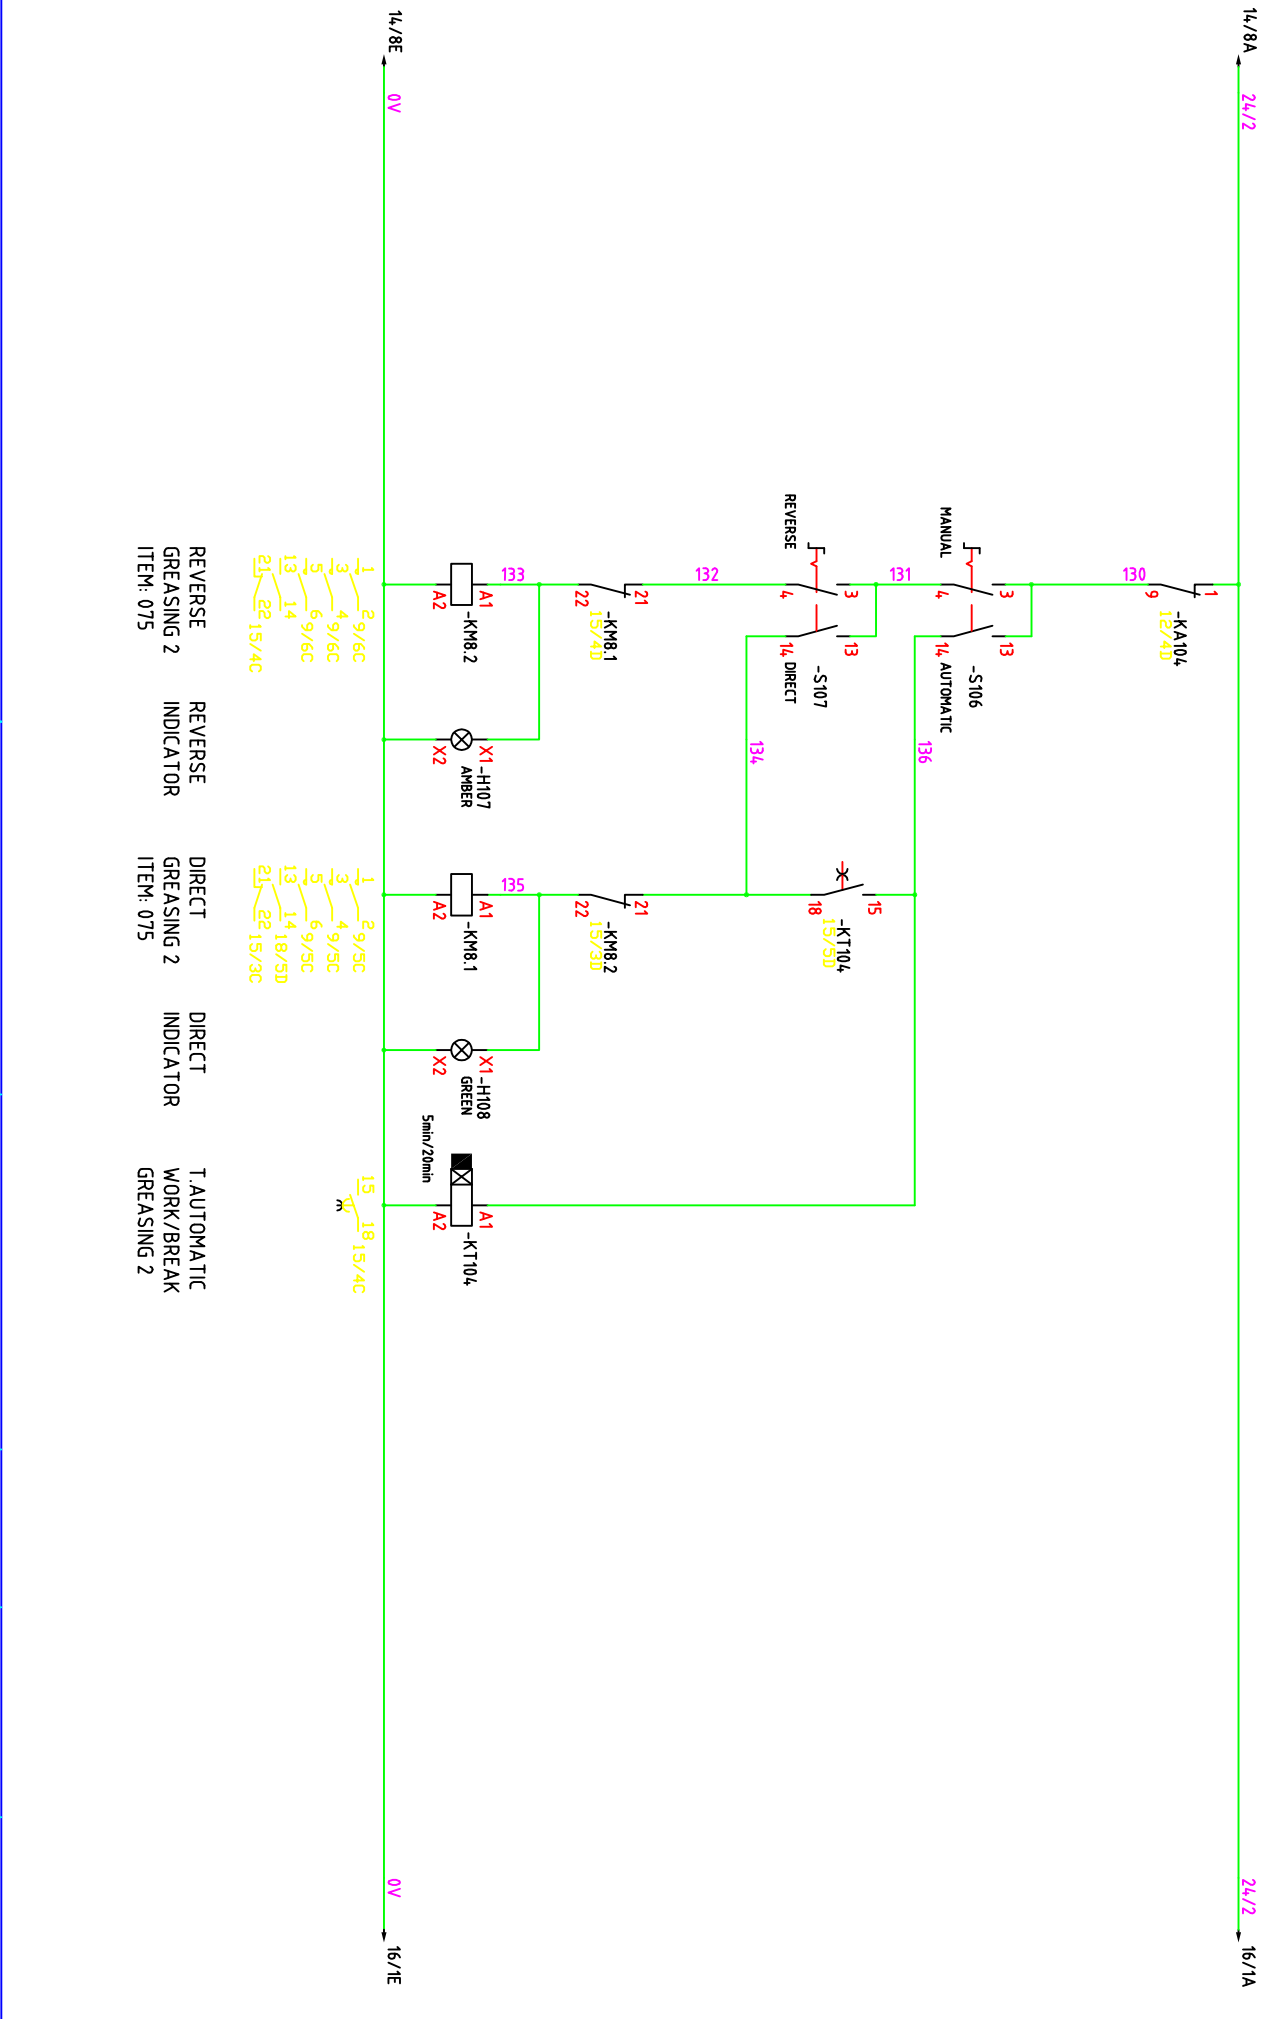 14/8A
24/2
24/2
16/1A
1
9
-KA104
12/4D
130
3
4
13
14
MANUAL
-S106
AUTOMATIC
131
136
3
4
13
14
REVERSE
-S107
DIRECT
132
134
15
18
-KT104
15/5D
21
22
-KM8.1
15/4D
21
22
-KM8.2
15/3D
133
135
A1
A2
-KM8.2
X1
X2
-H107
AMBER
A1
A2
-KM8.1
X1
X2
-H108
GREEN
5min/20min
A1
A2
-KT104
14/8E
0V
0V
16/1E
1 2 9/6C
3 4 9/6C
5 6 9/6C
13 14
21 22 15/4C
1 2 9/5C
3 4 9/5C
5 6 9/5C
13 14 18/5D
21 22 15/3C
15 18 15/4C
REVERSE
GREASING 2
ITEM: 075
REVERSE
INDICATOR
DIRECT
GREASING 2
ITEM: 075
DIRECT
INDICATOR
T.AUTOMATIC
WORK/BREAK
GREASING 2